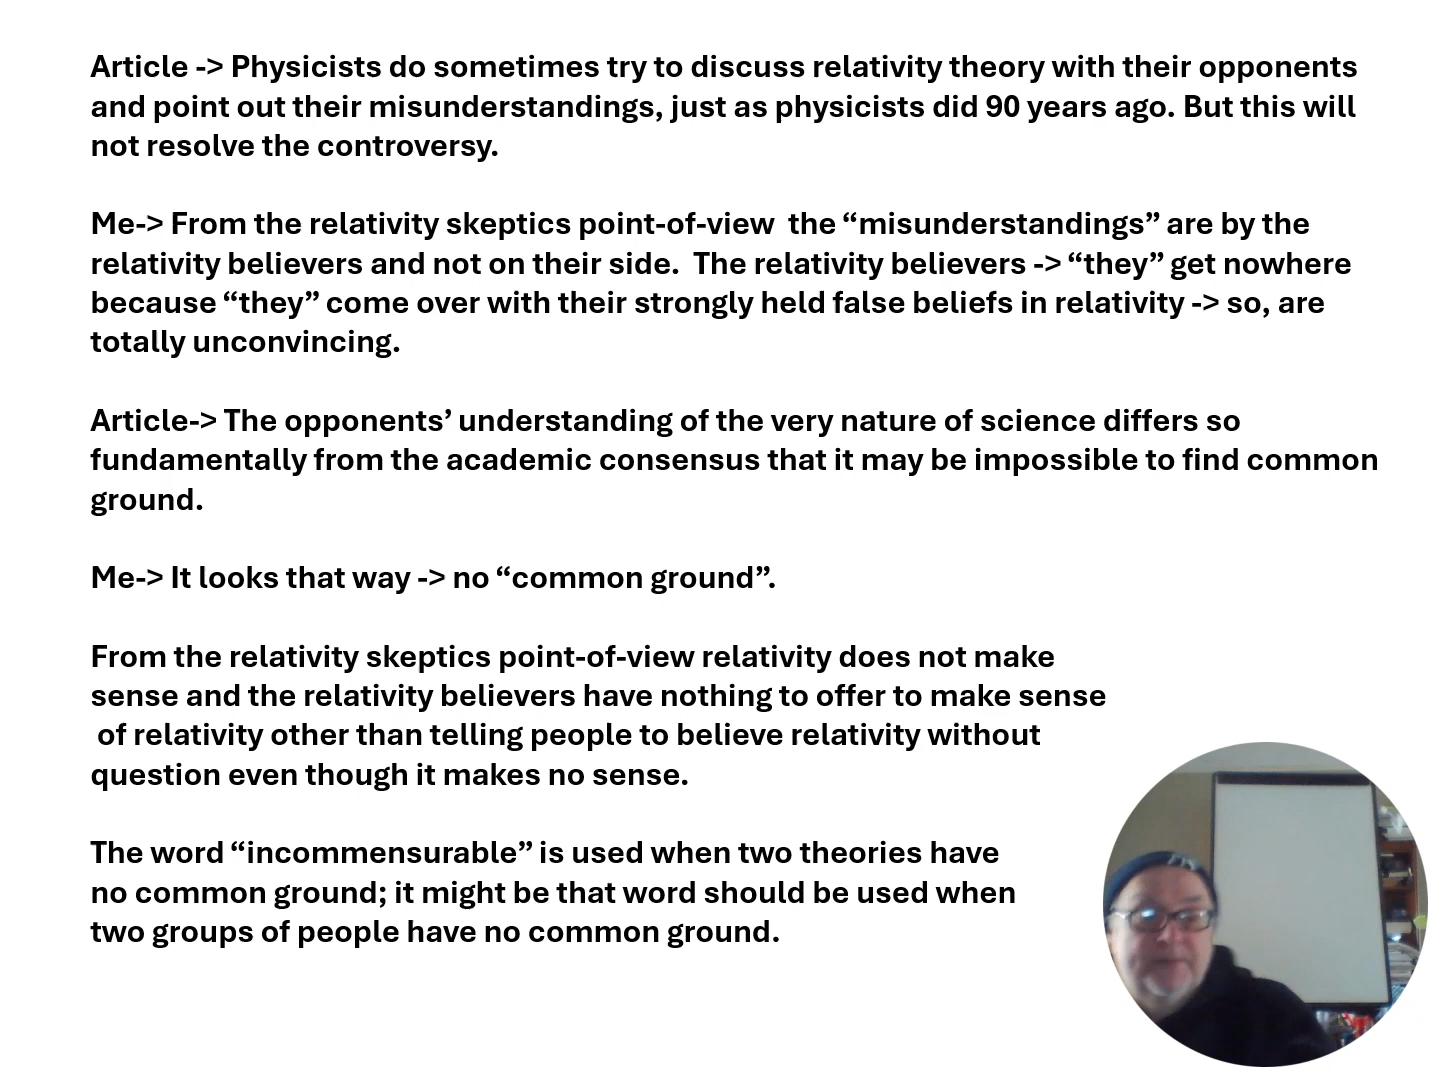 Article -> Physicists do sometimes try to discuss relativity theory with their opponents
and point out their misunderstandings, just as physicists did 90 years ago. But this will
not resolve the controversy.
Me-> From the relativity skeptics point-of-view  the “misunderstandings” are by the
relativity believers and not on their side.  The relativity believers -> “they” get nowhere
because “they” come over with their strongly held false beliefs in relativity -> so, are
totally unconvincing.
Article-> The opponents’ understanding of the very nature of science differs so
fundamentally from the academic consensus that it may be impossible to find common
ground.
Me-> It looks that way -> no “common ground”.
From the relativity skeptics point-of-view relativity does not make
sense and the relativity believers have nothing to offer to make sense
of relativity other than telling people to believe relativity without
question even though it makes no sense.
The word “incommensurable” is used when two theories have
no common ground; it might be that word should be used when
two groups of people have no common ground.